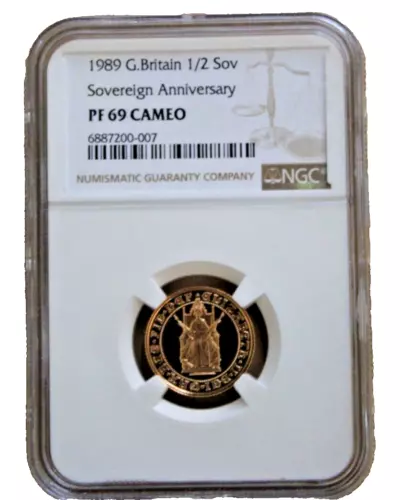 1989 G.Britain 1/2 Sov
Sovereign Anniversary
PF 69 CAMEO
6887200-007
NUMISMATIC GUARANTY COMPANY
NGC